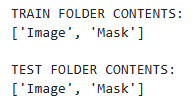 TRAIN FOLDER CONTENTS:
['Image', 'Mask']

TEST FOLDER CONTENTS:
['Image', 'Mask']